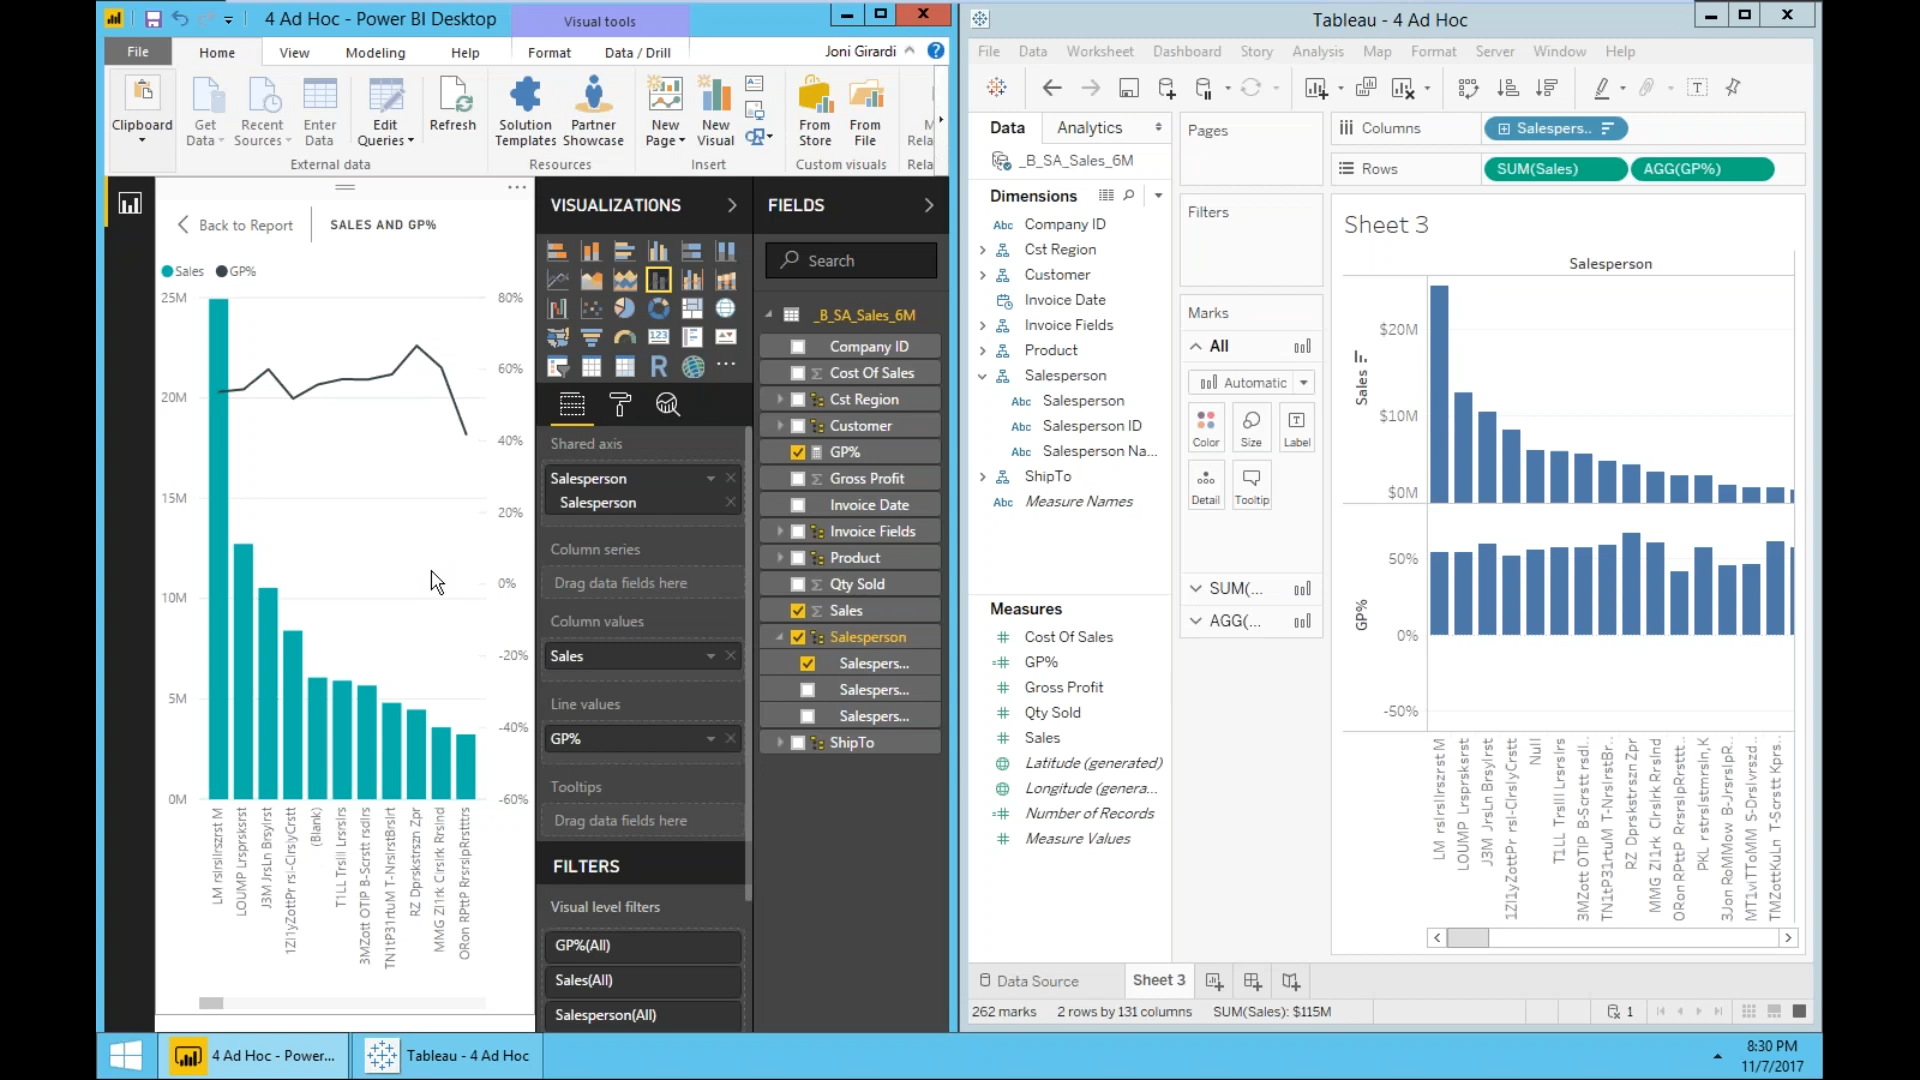 4 Ad Hoc - Power BI Desktop
Visual tools
File
Home
View
Modeling
Help
Format
Data / Drill
Joni Girardi
Clipboard
Get Data
Recent Sources
Enter Data
Edit Queries
Refresh
Solution Templates
Partner Showcase
New Page
New Visual
From Store
From File
External data
Resources
Insert
Custom visuals
Rela
Back to Report
SALES AND GP%
Sales
GP%
25M
20M
15M
10M
5M
0M
80%
60%
40%
20%
0%
-20%
-40%
-60%
(Blank)
VISUALIZATIONS
Shared axis
Salesperson
Salesperson
Column series
Drag data fields here
Column values
Sales
Line values
GP%
Tooltips
Drag data fields here
FILTERS
Visual level filters
GP%(All)
Sales(All)
Salesperson(All)
FIELDS
Search
_B_SA_Sales_6M
Company ID
Cost Of Sales
Cst Region
Customer
GP%
Gross Profit
Invoice Date
Invoice Fields
Product
Qty Sold
Sales
Salesperson
Salespers...
Salespers...
Salespers...
ShipTo
Tableau - 4 Ad Hoc
File
Data
Worksheet
Dashboard
Story
Analysis
Map
Format
Server
Window
Help
Data
Analytics
_B_SA_Sales_6M
Dimensions
Abc Company ID
Cst Region
Customer
Invoice Date
Invoice Fields
Product
Salesperson
Abc Salesperson
Abc Salesperson ID
Abc Salesperson Na...
ShipTo
Abc Measure Names
Measures
Cost Of Sales
GP%
Gross Profit
Qty Sold
Sales
Latitude (generated)
Longitude (genera...
Number of Records
Measure Values
Pages
Filters
Marks
All
Automatic
Color
Size
Label
Detail
Tooltip
SUM(...
AGG(...
Columns
Salespers..
Rows
SUM(Sales)
AGG(GP%)
Sheet 3
Salesperson
Sales
$20M
$10M
$0M
GP%
50%
0%
-50%
Null
Data Source
Sheet 3
262 marks
2 rows by 131 columns
SUM(Sales): $115M
1
4 Ad Hoc - Power...
Tableau - 4 Ad Hoc
8:30 PM
11/7/2017